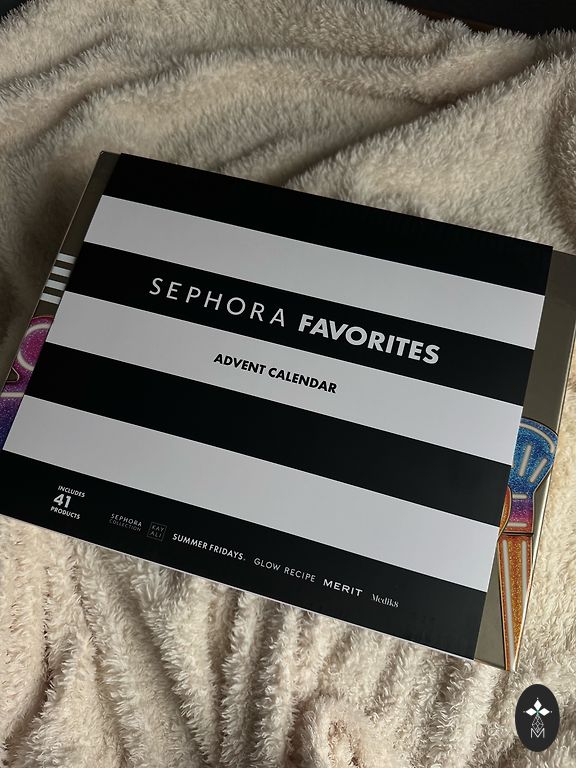 SEPHORA FAVORITES
ADVENT CALENDAR
INCLUDES
41
PRODUCTS
SEPHORA
COLLECTION
KAY
ALI
SUMMER FRIDAYS.
GLOW RECIPE
MERIT
Medik8
M